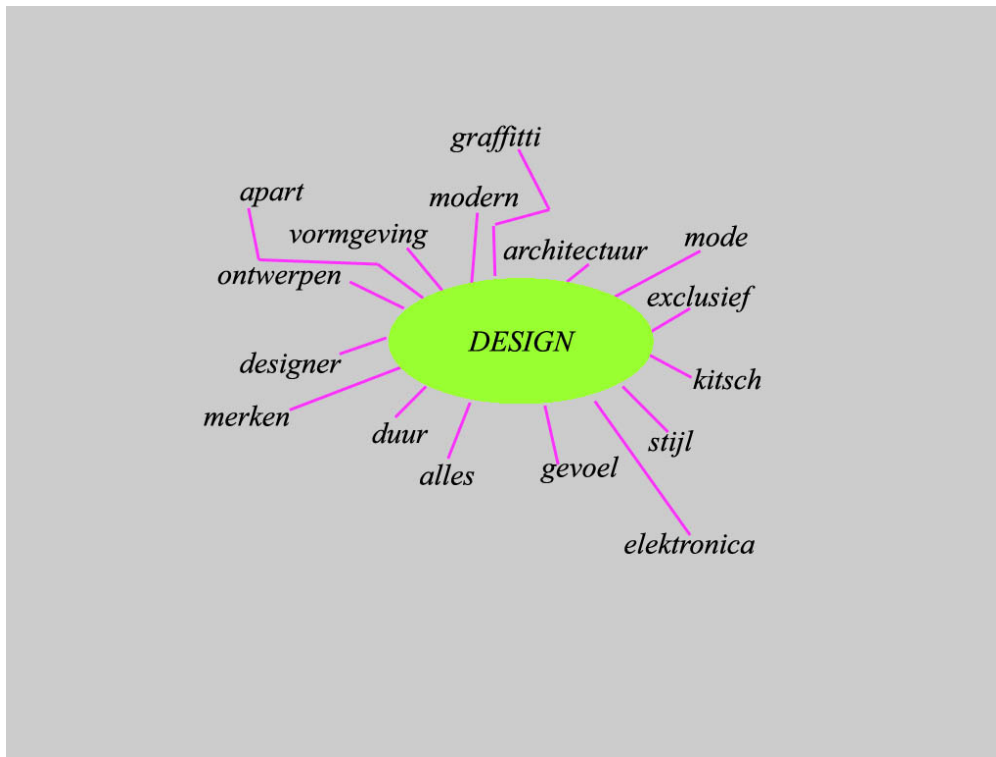 graffitti
apart
modern
vormgeving
mode
architectuur
ontwerpen
exclusief
DESIGN
designer
kitsch
merken
duur
stijl
alles
gevoel
elektronica